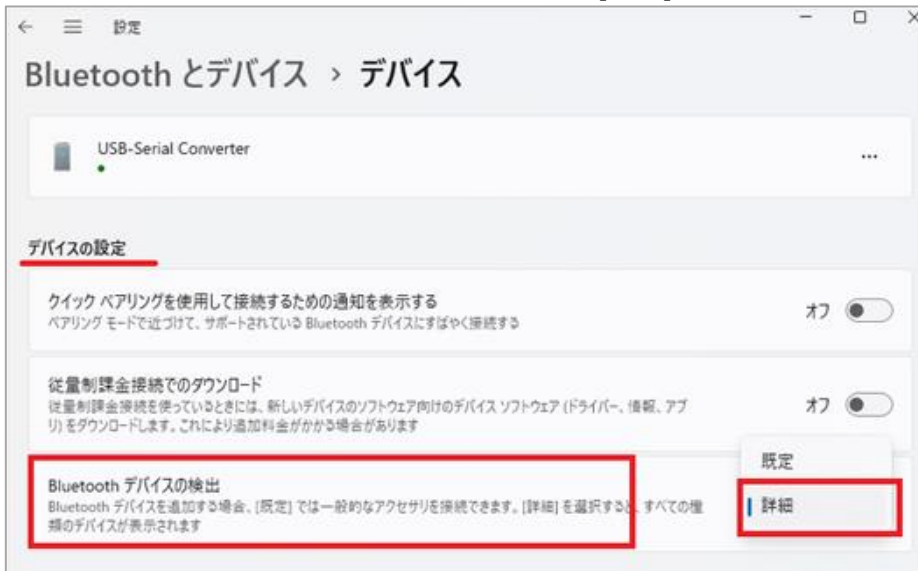 設定
Bluetooth とデバイス › デバイス
USB-Serial Converter
デバイスの設定
クイック ペアリングを使用して接続するための通知を表示する
ペアリング モードで近づけて、サポートされている Bluetooth デバイスにすばやく接続する
オフ
従量制課金接続でのダウンロード
従量制課金接続を使っているときには、新しいデバイスのソフトウェア向けのデバイス ソフトウェア (ドライバー、情報、アプ
リ) をダウンロードします。これにより追加料金がかかる場合があります
オフ
Bluetooth デバイスの検出
Bluetooth デバイスを追加する場合、[既定] では一般的なアクセサリを接続できます。[詳細] を選択すると、すべての種
類のデバイスが表示されます
既定
詳細